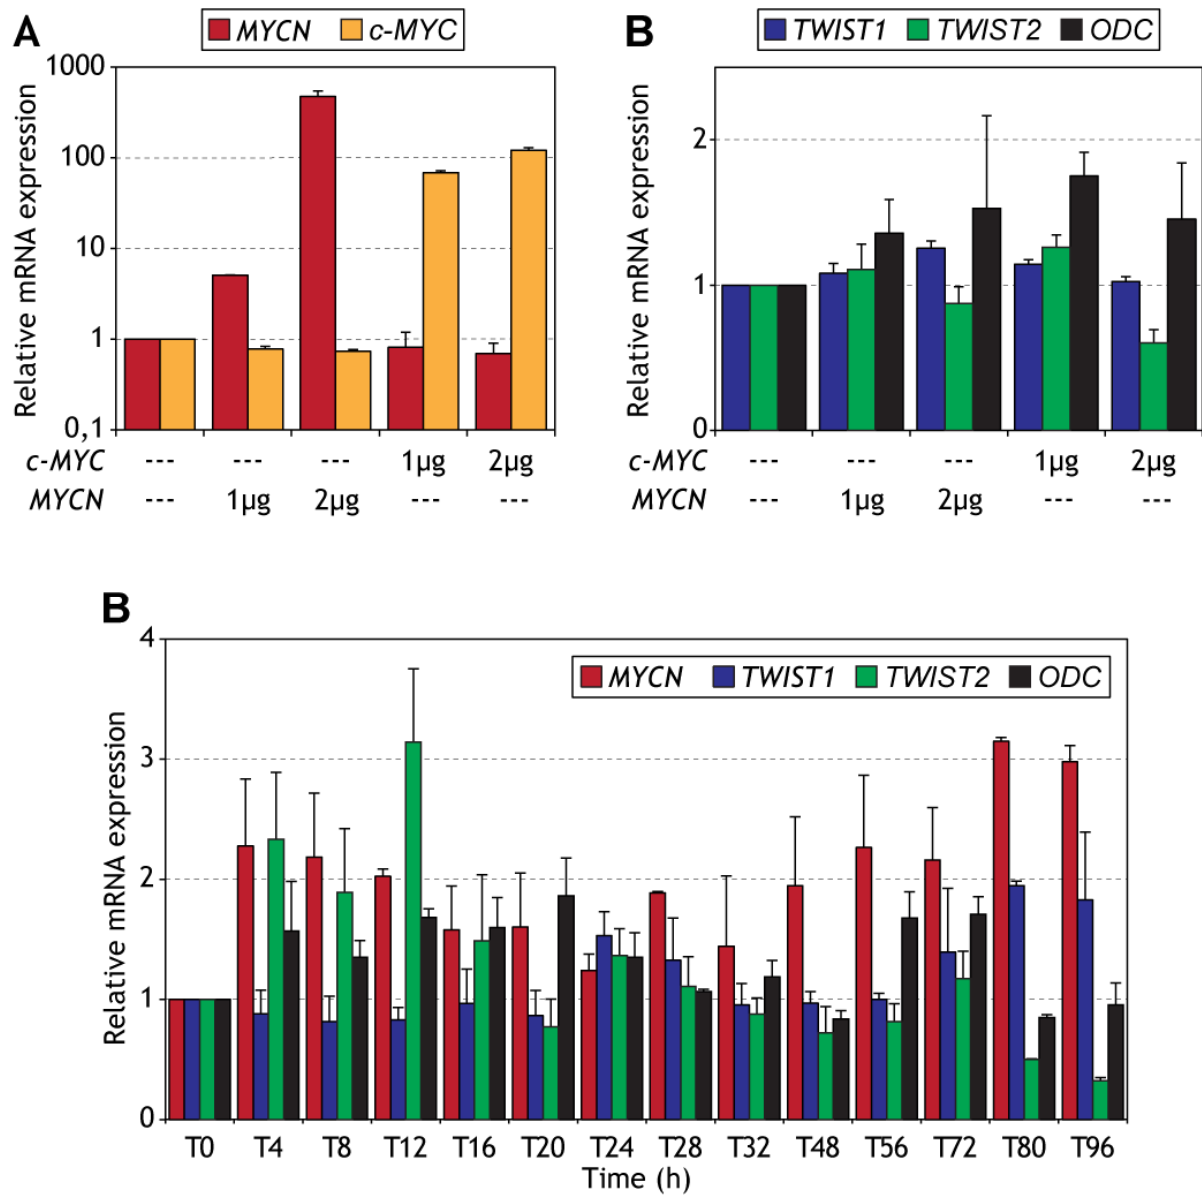 A
MYCN c-MYC
1000
100
10
1
0,1
Relative mRNA expression
c-MYC --- --- --- 1µg 2µg
MYCN --- 1µg 2µg --- ---
B
TWIST1 TWIST2 ODC
2
1
0
Relative mRNA expression
c-MYC --- --- --- 1µg 2µg
MYCN --- 1µg 2µg --- ---
B
MYCN TWIST1 TWIST2 ODC
4
3
2
1
0
Relative mRNA expression
T0 T4 T8 T12 T16 T20 T24 T28 T32 T48 T56 T72 T80 T96
Time (h)